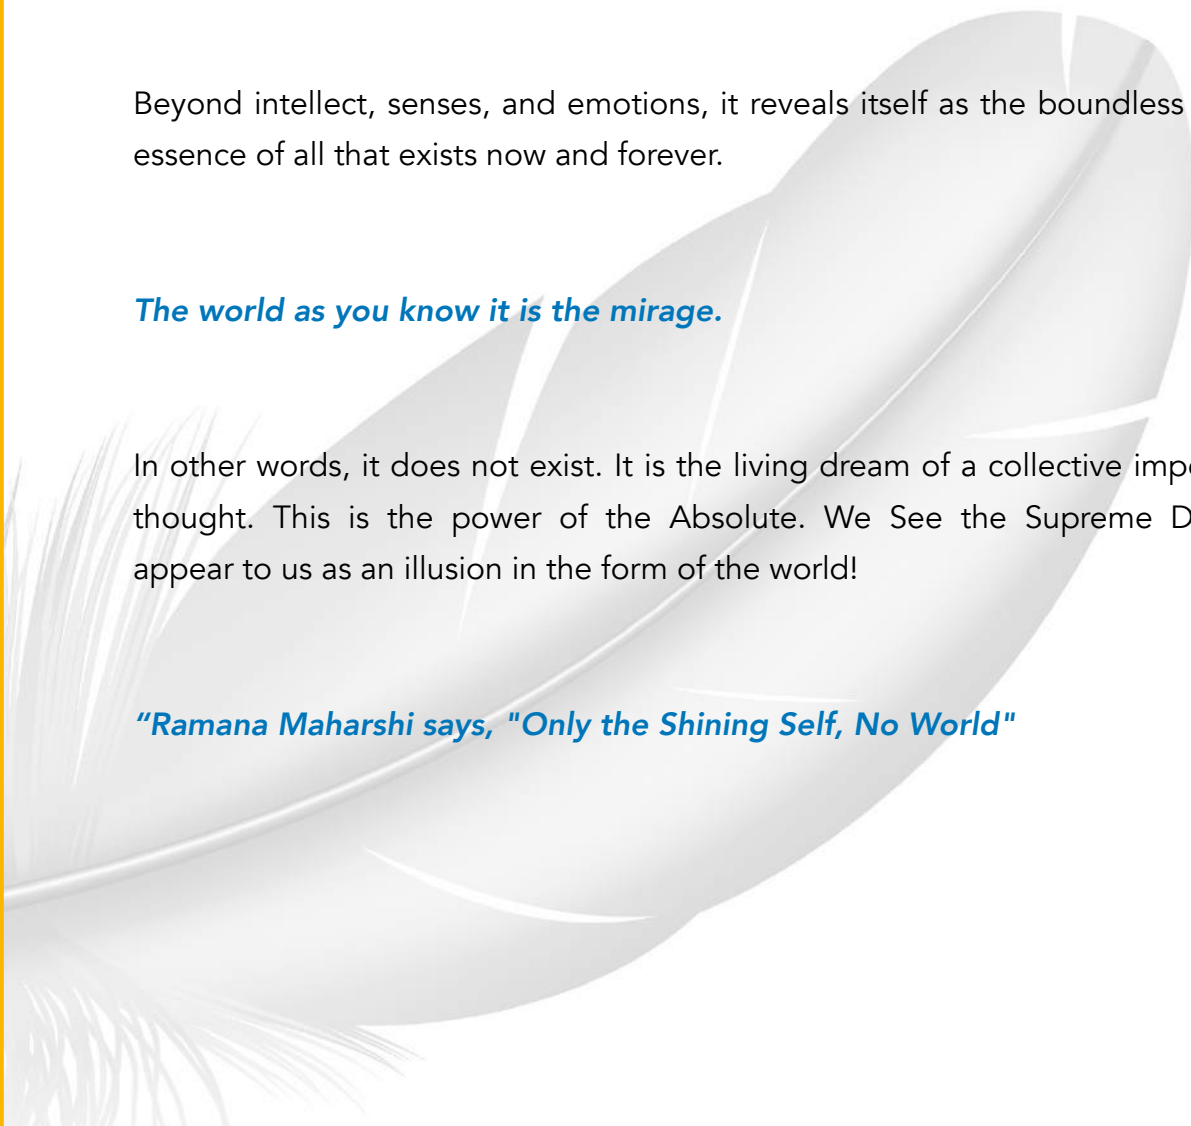 Beyond intellect, senses, and emotions, it reveals itself as the boundless
essence of all that exists now and forever.
The world as you know it is the mirage.
In other words, it does not exist. It is the living dream of a collective
thought. This is the power of the Absolute. We See the Supreme
appear to us as an illusion in the form of the world!
“Ramana Maharshi says, "Only the Shining Self, No World"